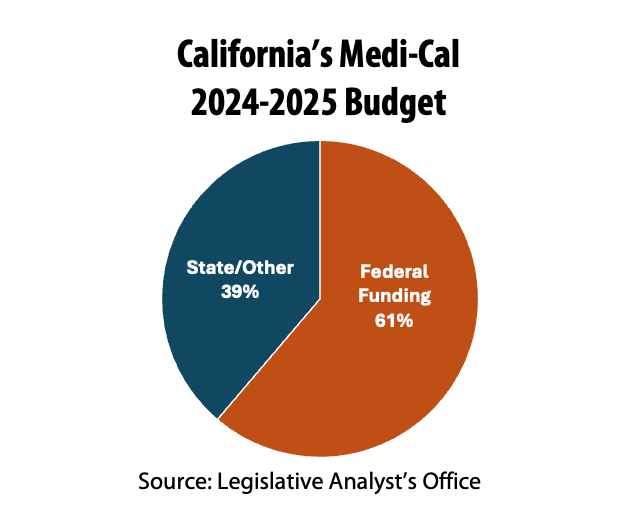 California’s Medi-Cal
2024-2025 Budget
State/Other
39%
Federal
Funding
61%
Source: Legislative Analyst’s Office